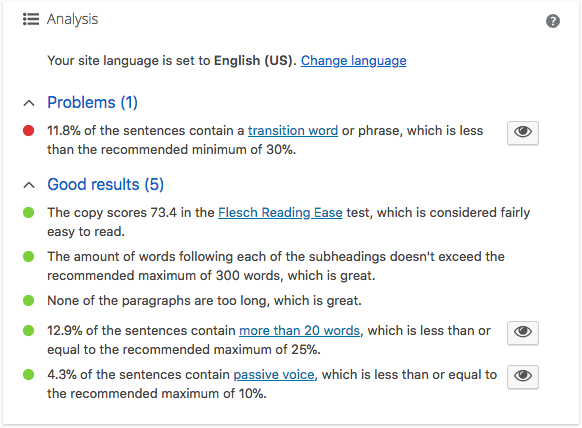 Analysis
?
Your site language is set to English (US). Change language
Problems (1)
11.8% of the sentences contain a transition word or phrase, which is less
than the recommended minimum of 30%.
Good results (5)
The copy scores 73.4 in the Flesch Reading Ease test, which is considered fairly
easy to read.
The amount of words following each of the subheadings doesn't exceed the
recommended maximum of 300 words, which is great.
None of the paragraphs are too long, which is great.
12.9% of the sentences contain more than 20 words, which is less than or
equal to the recommended maximum of 25%.
4.3% of the sentences contain passive voice, which is less than or equal to
the recommended maximum of 10%.